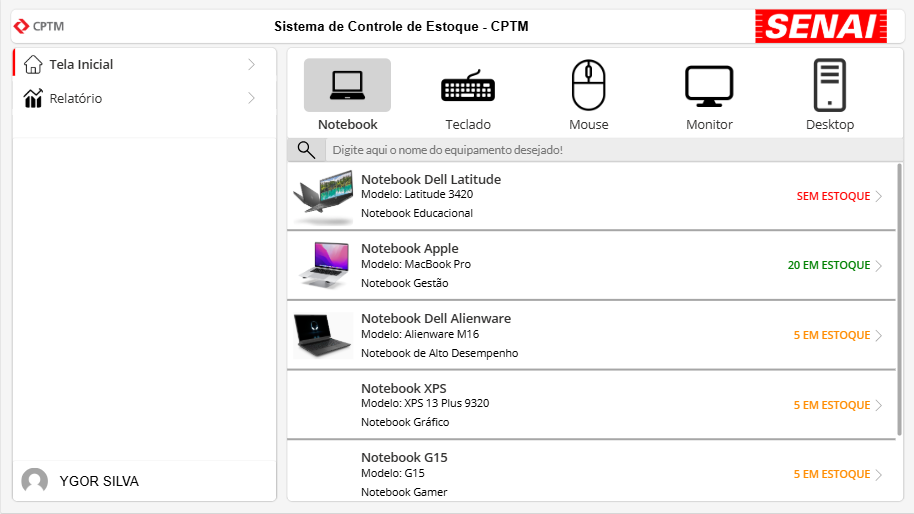 CPTM
Sistema de Controle de Estoque - CPTM
SENAI
Tela Inicial
Relatório
Notebook
Teclado
Mouse
Monitor
Desktop
Digite aqui o nome do equipamento desejado!
Notebook Dell Latitude
Modelo: Latitude 3420
Notebook Educacional
SEM ESTOQUE
Notebook Apple
Modelo: MacBook Pro
Notebook Gestão
20 EM ESTOQUE
Notebook Dell Alienware
Modelo: Alienware M16
Notebook de Alto Desempenho
5 EM ESTOQUE
Notebook XPS
Modelo: XPS 13 Plus 9320
Notebook Gráfico
5 EM ESTOQUE
Notebook G15
Modelo: G15
Notebook Gamer
5 EM ESTOQUE
YGOR SILVA